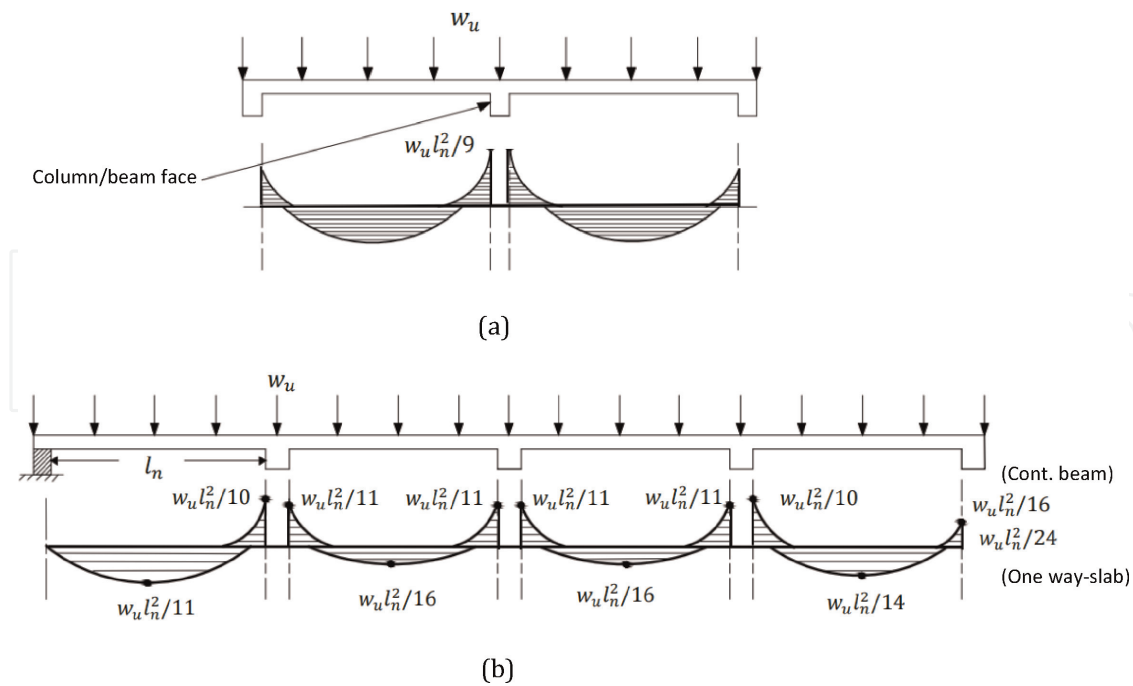 w_u
w_u l_n^2/9
Column/beam face
(a)
w_u
l_n
(Cont. beam)
w_u l_n^2/10 w_u l_n^2/11 w_u l_n^2/11 w_u l_n^2/11 w_u l_n^2/11 w_u l_n^2/10 w_u l_n^2/16
w_u l_n^2/24
(One way-slab)
w_u l_n^2/11 w_u l_n^2/16 w_u l_n^2/16 w_u l_n^2/14
(b)